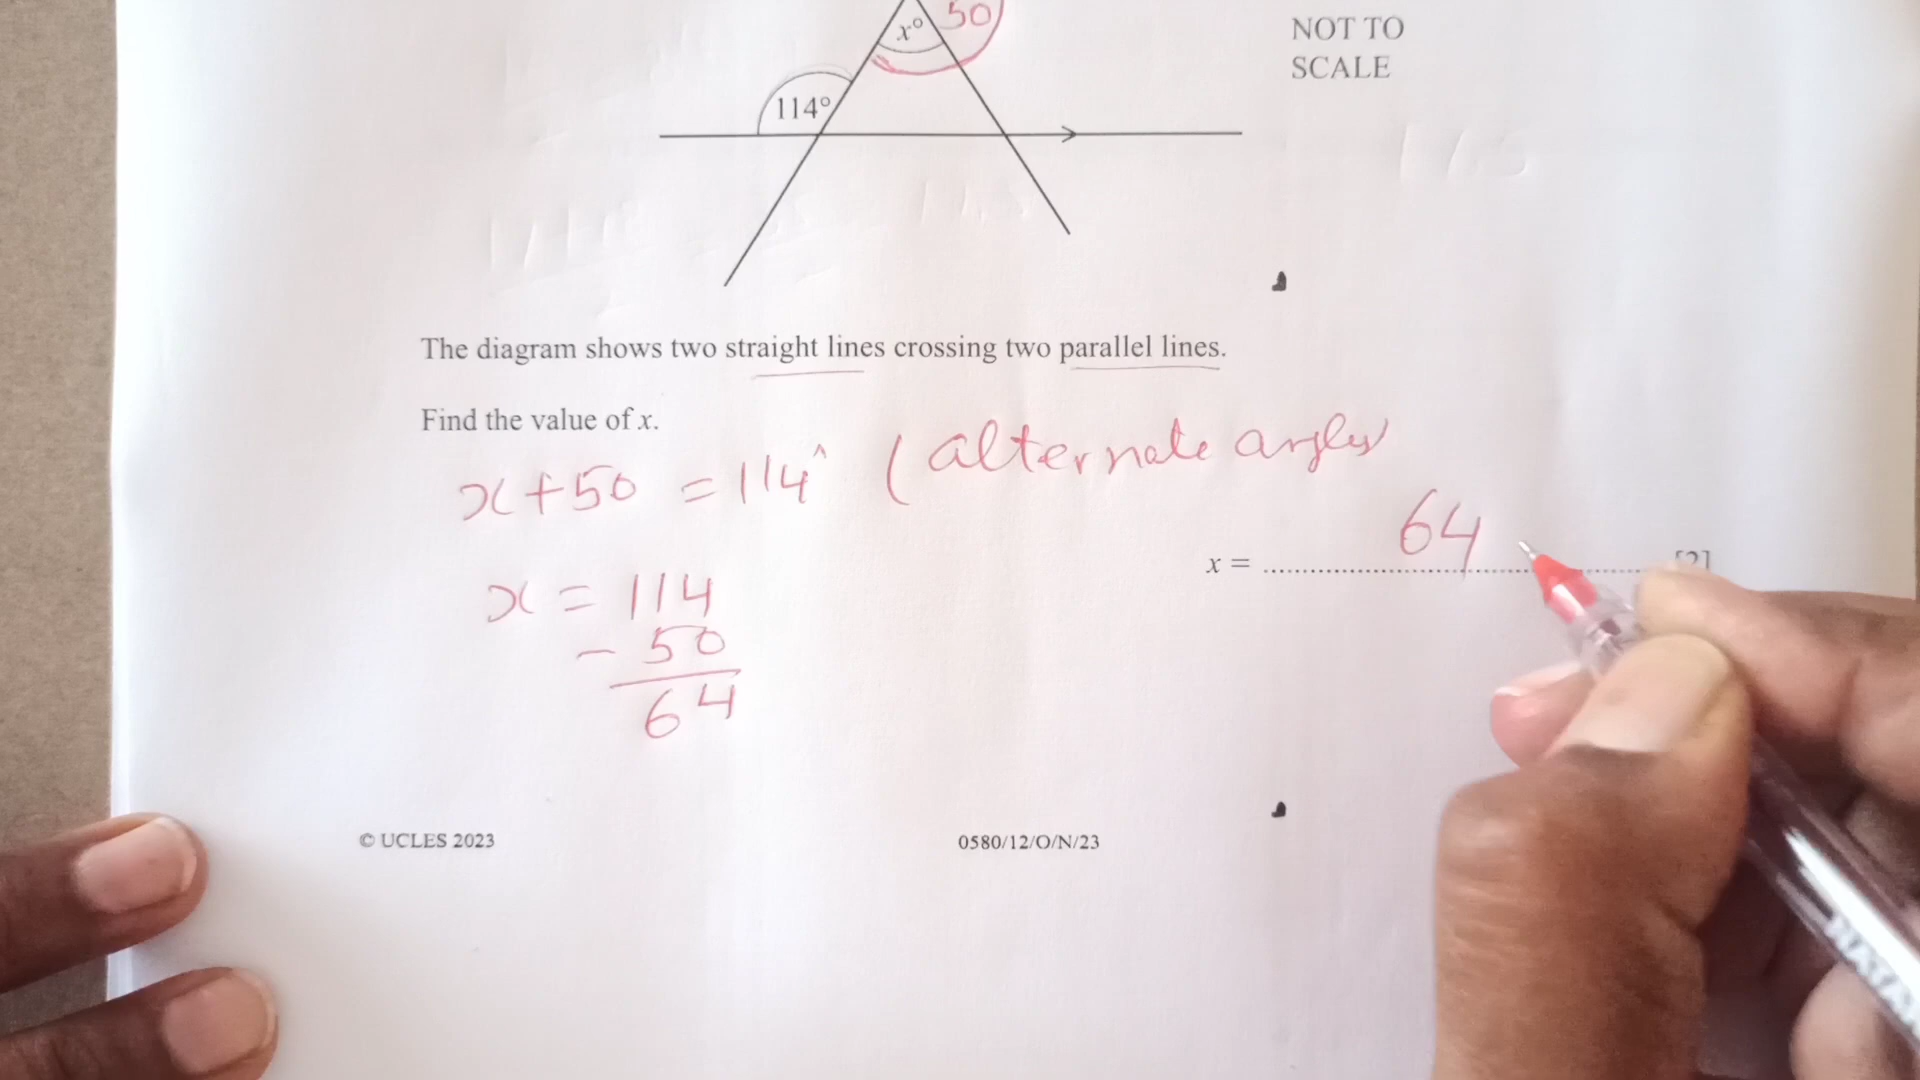 50
x°
NOT TO
SCALE
114°
The diagram shows two straight lines crossing two parallel lines.
Find the value of x.
x+50 = 114° (alternate angles
x = 64 [2]
x = 114
- 50
64
© UCLES 2023
0580/12/O/N/23